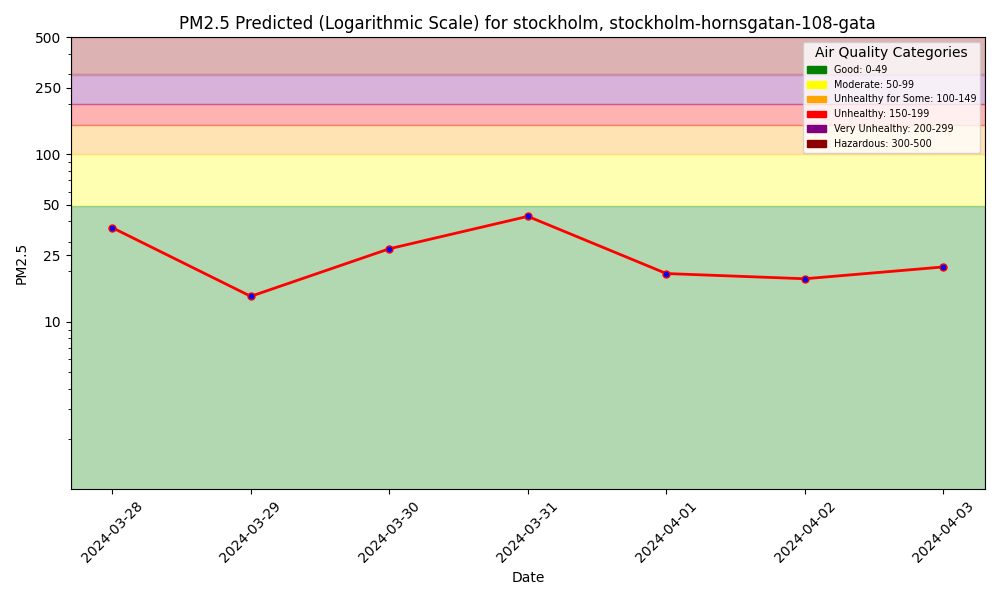 PM2.5 Predicted (Logarithmic Scale) for stockholm, stockholm-hornsgatan-108-gata
500
250
100
50
25
10
PM2.5
Air Quality Categories
Good: 0-49
Moderate: 50-99
Unhealthy for Some: 100-149
Unhealthy: 150-199
Very Unhealthy: 200-299
Hazardous: 300-500
2024-03-28
2024-03-29
2024-03-30
2024-03-31
2024-04-01
2024-04-02
2024-04-03
Date